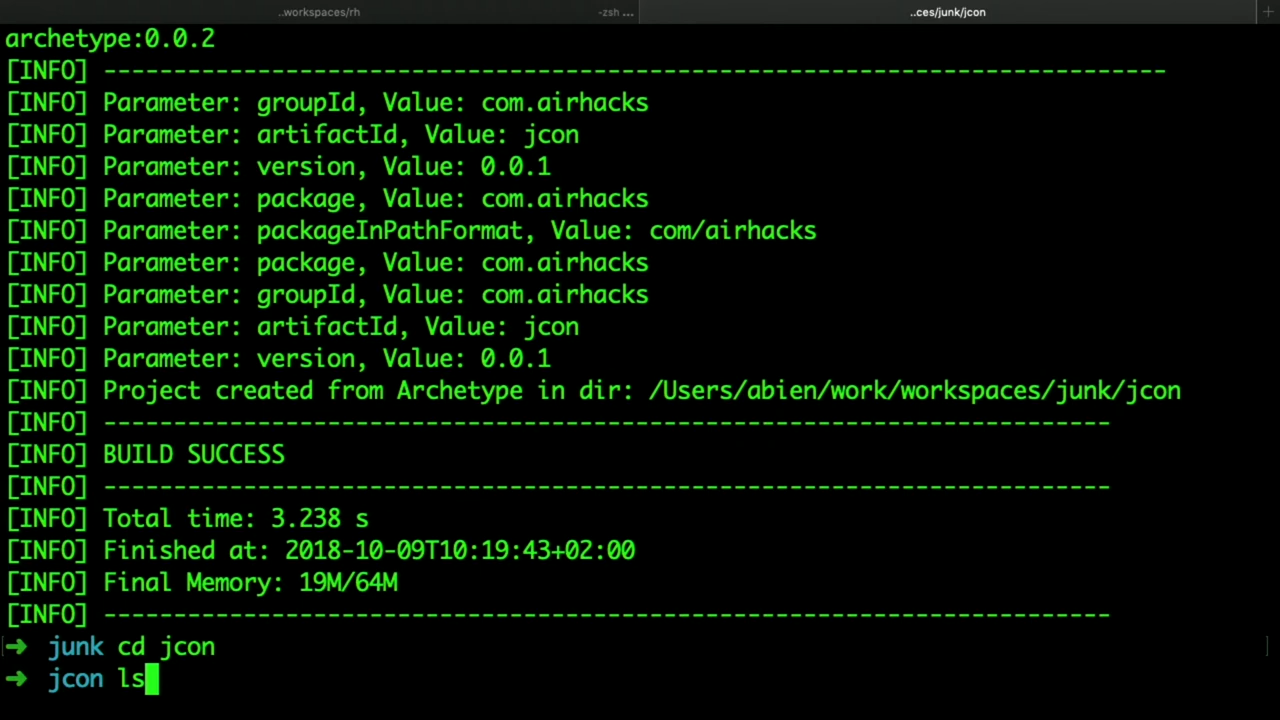 ..workspaces/rh
-zsh ...
..ces/junk/jcon
+
archetype:0.0.2
[INFO] ----------------------------------------------------------------------------
[INFO] Parameter: groupId, Value: com.airhacks
[INFO] Parameter: artifactId, Value: jcon
[INFO] Parameter: version, Value: 0.0.1
[INFO] Parameter: package, Value: com.airhacks
[INFO] Parameter: packageInPathFormat, Value: com/airhacks
[INFO] Parameter: package, Value: com.airhacks
[INFO] Parameter: groupId, Value: com.airhacks
[INFO] Parameter: artifactId, Value: jcon
[INFO] Parameter: version, Value: 0.0.1
[INFO] Project created from Archetype in dir: /Users/abien/work/workspaces/junk/jcon
[INFO] ------------------------------------------------------------------------
[INFO] BUILD SUCCESS
[INFO] ------------------------------------------------------------------------
[INFO] Total time: 3.238 s
[INFO] Finished at: 2018-10-09T10:19:43+02:00
[INFO] Final Memory: 19M/64M
[INFO] ------------------------------------------------------------------------
➜ junk cd jcon
➜ jcon ls